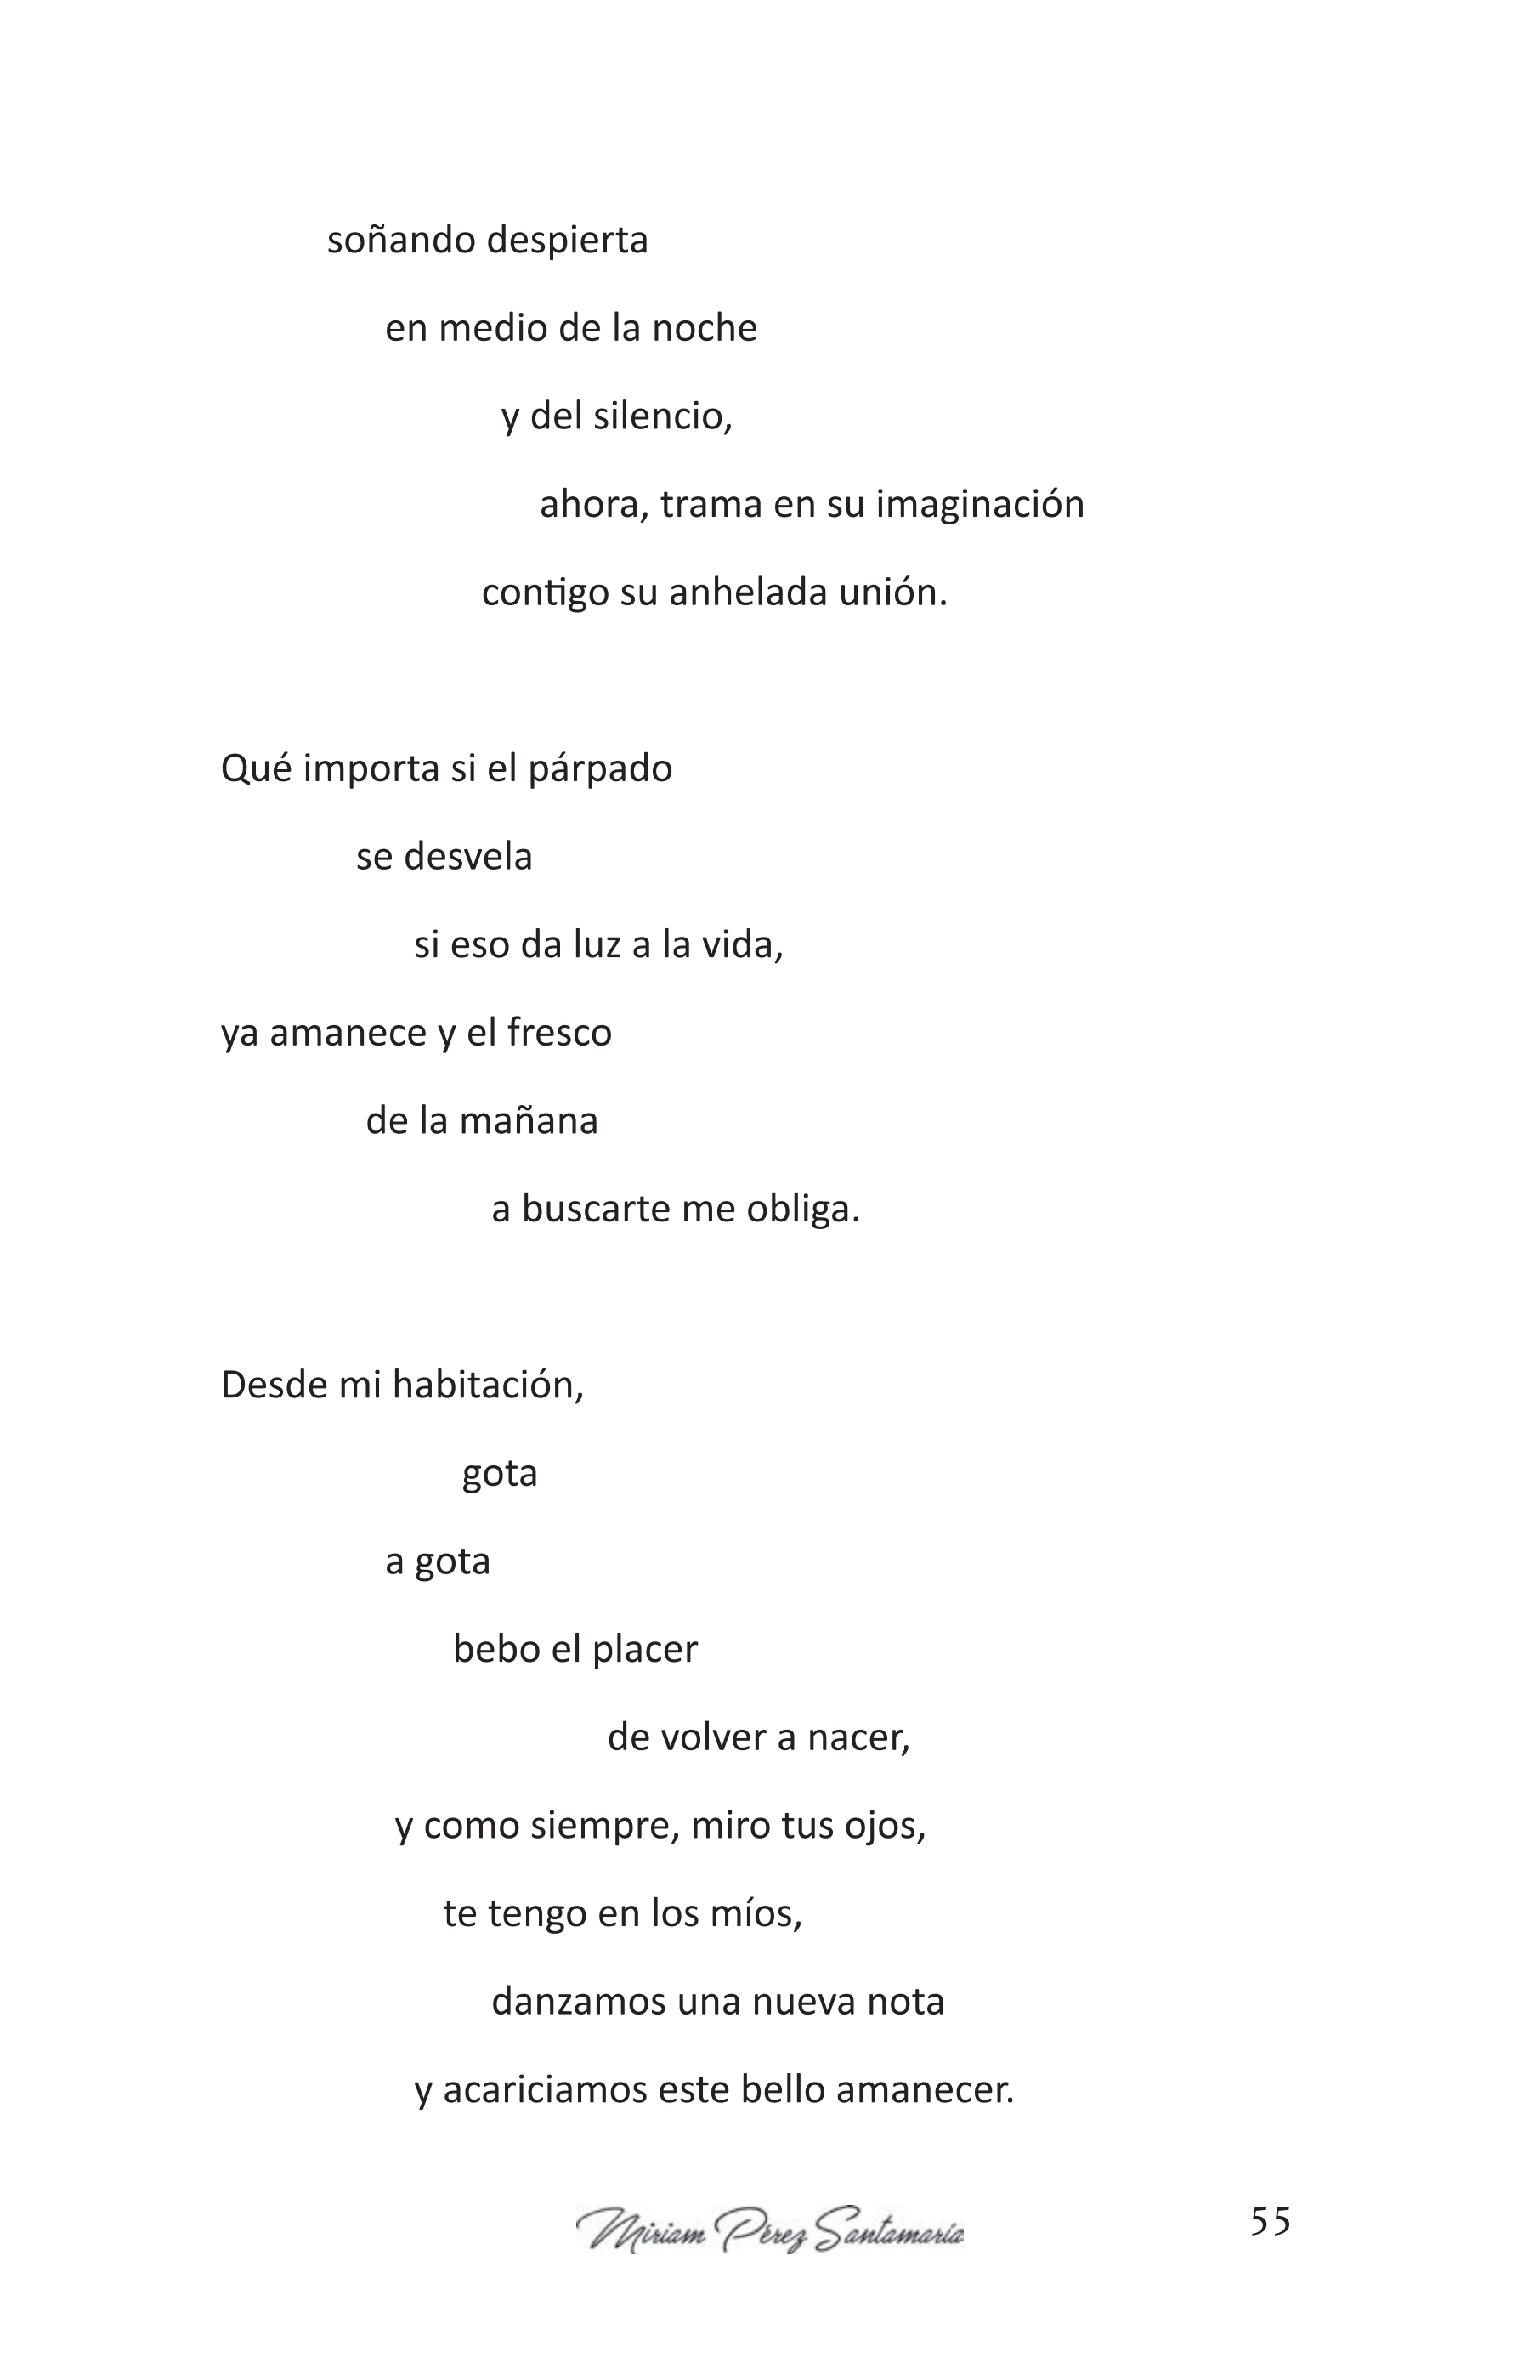 soñando despierta
en medio de la noche
y del silencio,
ahora, trama en su imaginación
contigo su anhelada unión.
Qué importa si el párpado
se desvela
si eso da luz a la vida,
ya amanece y el fresco
de la mañana
a buscarte me obliga.
Desde mi habitación,
gota
a gota
bebo el placer
de volver a nacer,
y como siempre, miro tus ojos,
te tengo en los míos,
danzamos una nueva nota
y acariciamos este bello amanecer.
Miriam Pérez Santamaría
55